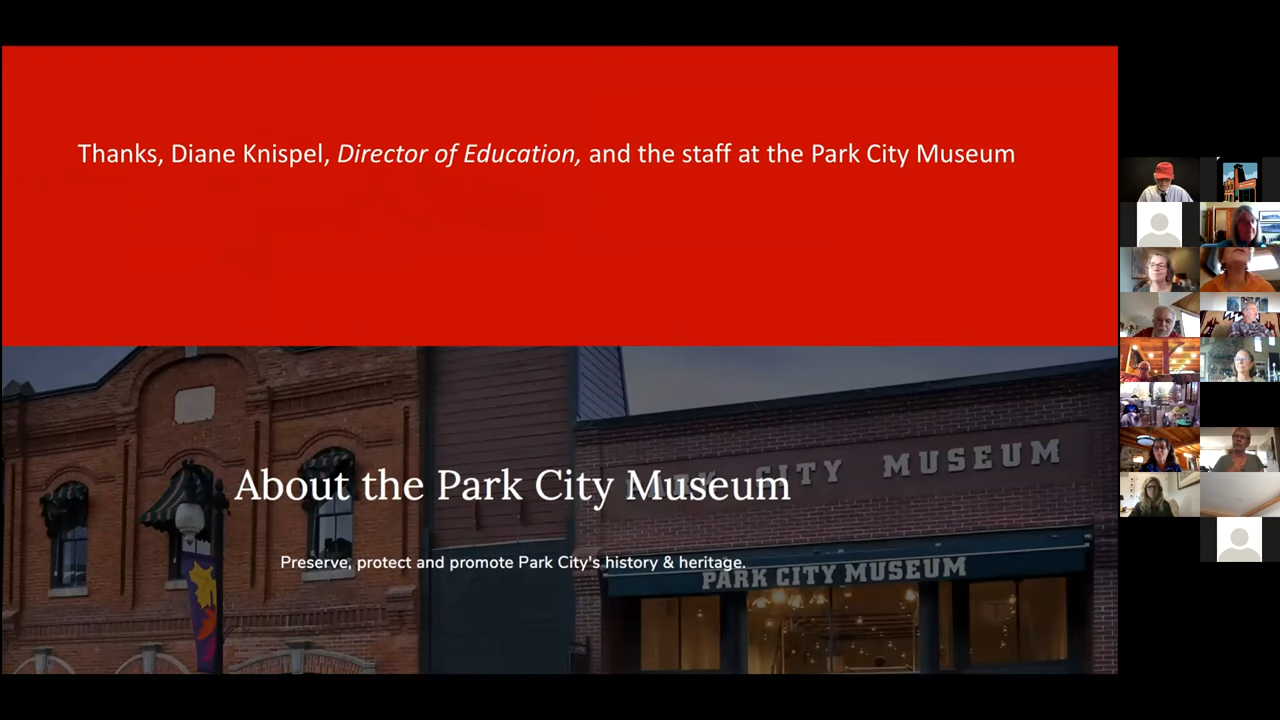 Thanks, Diane Knispel, Director of Education, and the staff at the Park City Museum
PARK CITY MUSEUM
About the Park City Museum
Preserve, protect and promote Park City's history & heritage.
PARK CITY MUSEUM